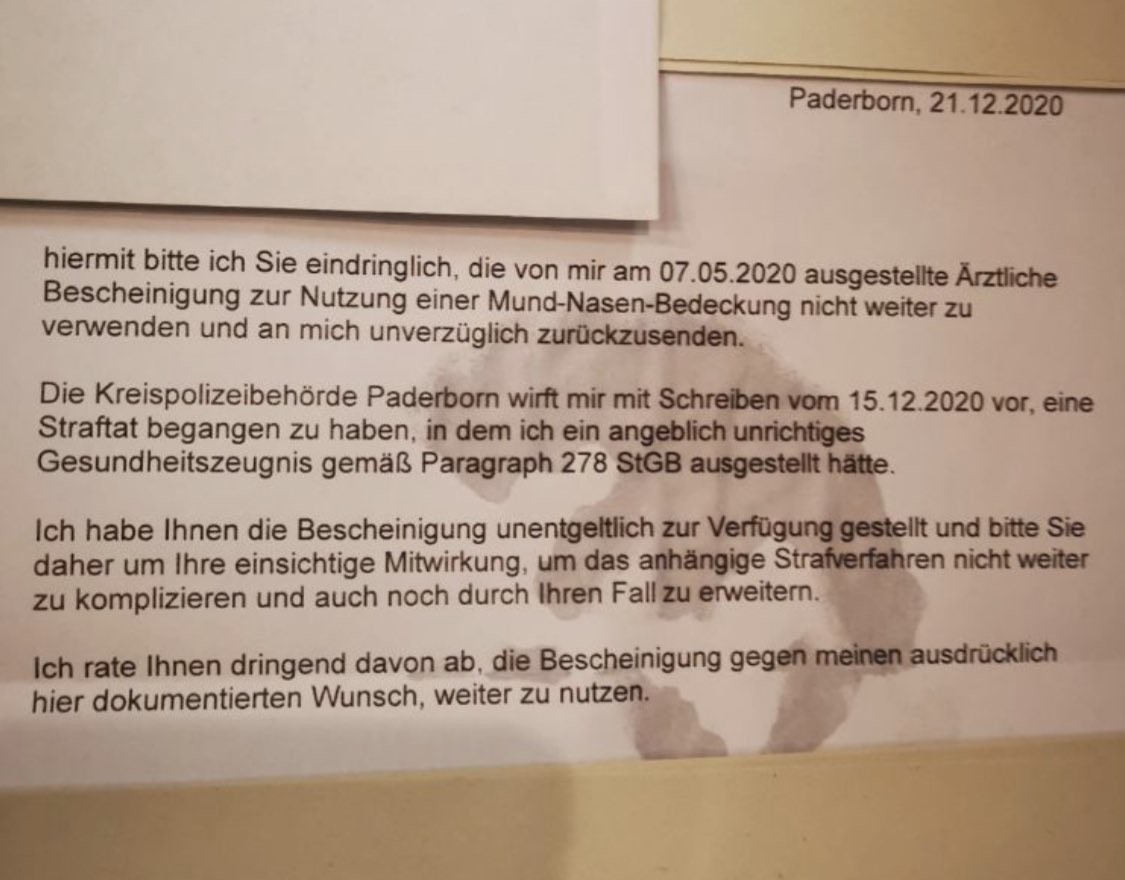 Paderborn, 21.12.2020
hiermit bitte ich Sie eindringlich, die von mir am 07.05.2020 ausgestellte Ärztliche
Bescheinigung zur Nutzung einer Mund-Nasen-Bedeckung nicht weiter zu
verwenden und an mich unverzüglich zurückzusenden.
Die Kreispolizeibehörde Paderborn wirft mir mit Schreiben vom 15.12.2020 vor, eine
Straftat begangen zu haben, in dem ich ein angeblich unrichtiges
Gesundheitszeugnis gemäß Paragraph 278 StGB ausgestellt hätte.
Ich habe Ihnen die Bescheinigung unentgeltlich zur Verfügung gestellt und bitte Sie
daher um Ihre einsichtige Mitwirkung, um das anhängige Strafverfahren nicht weiter
zu komplizieren und auch noch durch Ihren Fall zu erweitern.
Ich rate Ihnen dringend davon ab, die Bescheinigung gegen meinen ausdrücklich
hier dokumentierten Wunsch, weiter zu nutzen.